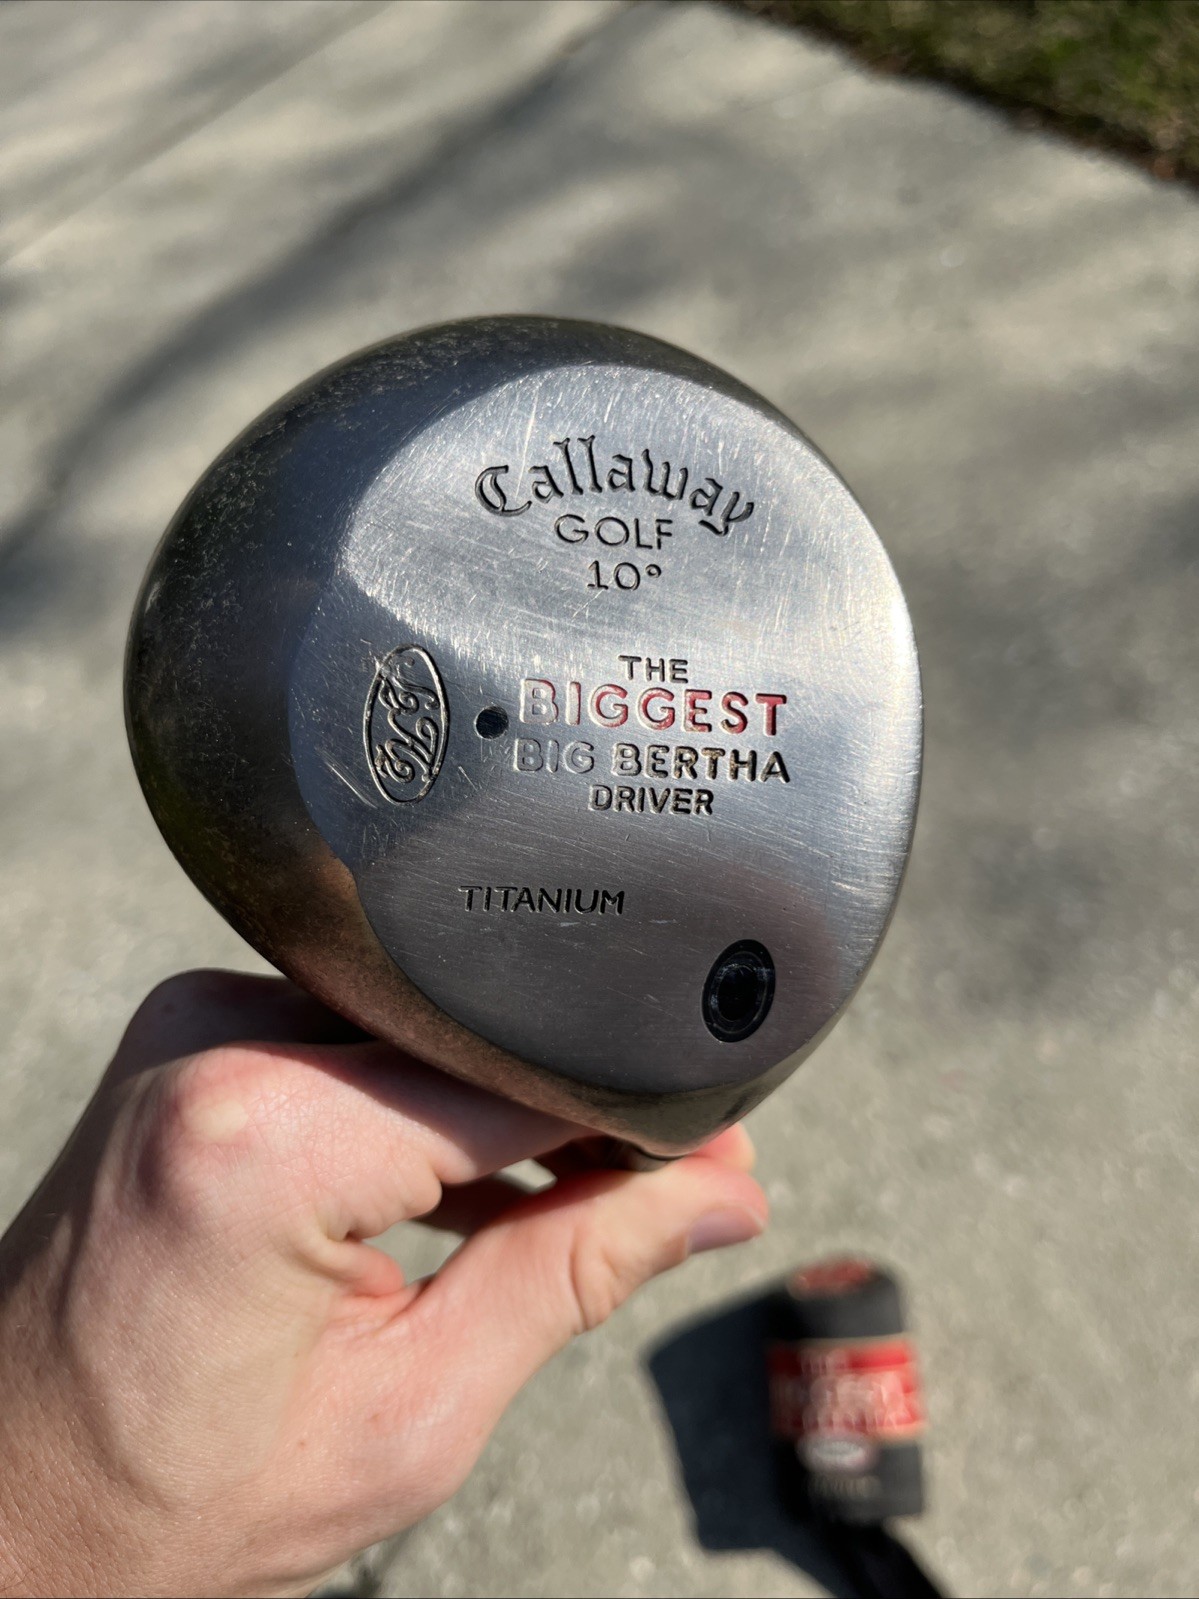 Callaway
GOLF
10°
THE
BIGGEST
BIG BERTHA
DRIVER
TITANIUM